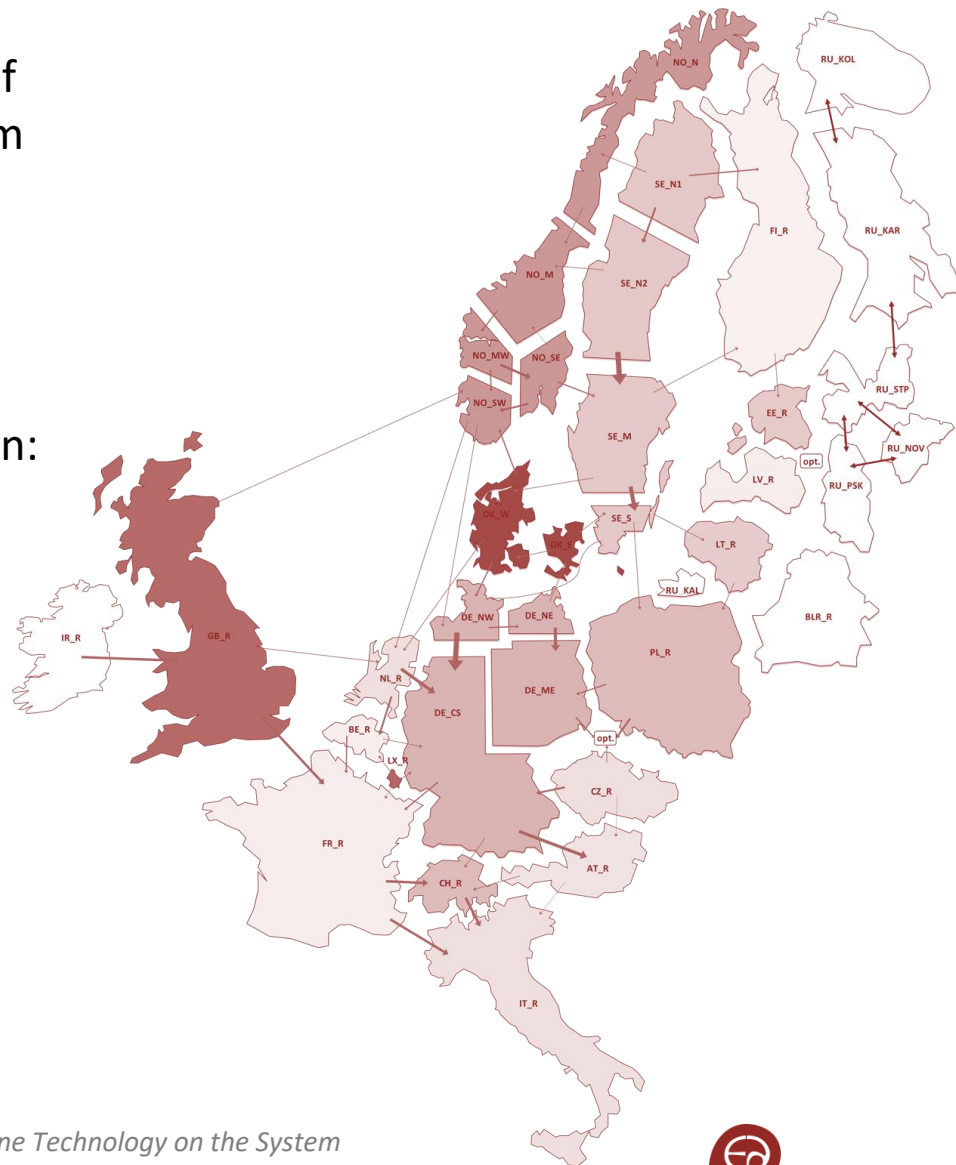 f
m
n:
NO_N
RU_KOL
SE_N1
FI_R
RU_KAR
NO_M
SE_N2
NO_MW
NO_SE
NO_SW
RU_STP
EE_R
SE_M
RU_NOV
opt.
LV_R
RU_PSK
DK_W
SE_S
DK_E
LT_R
RU_KAL
DE_NW
DE_NE
BLR_R
IR_R
GB_R
PL_R
NL_R
DE_ME
DE_CS
BE_R
opt.
LX_R
CZ_R
FR_R
AT_R
CH_R
IT_R
ne Technology on the System